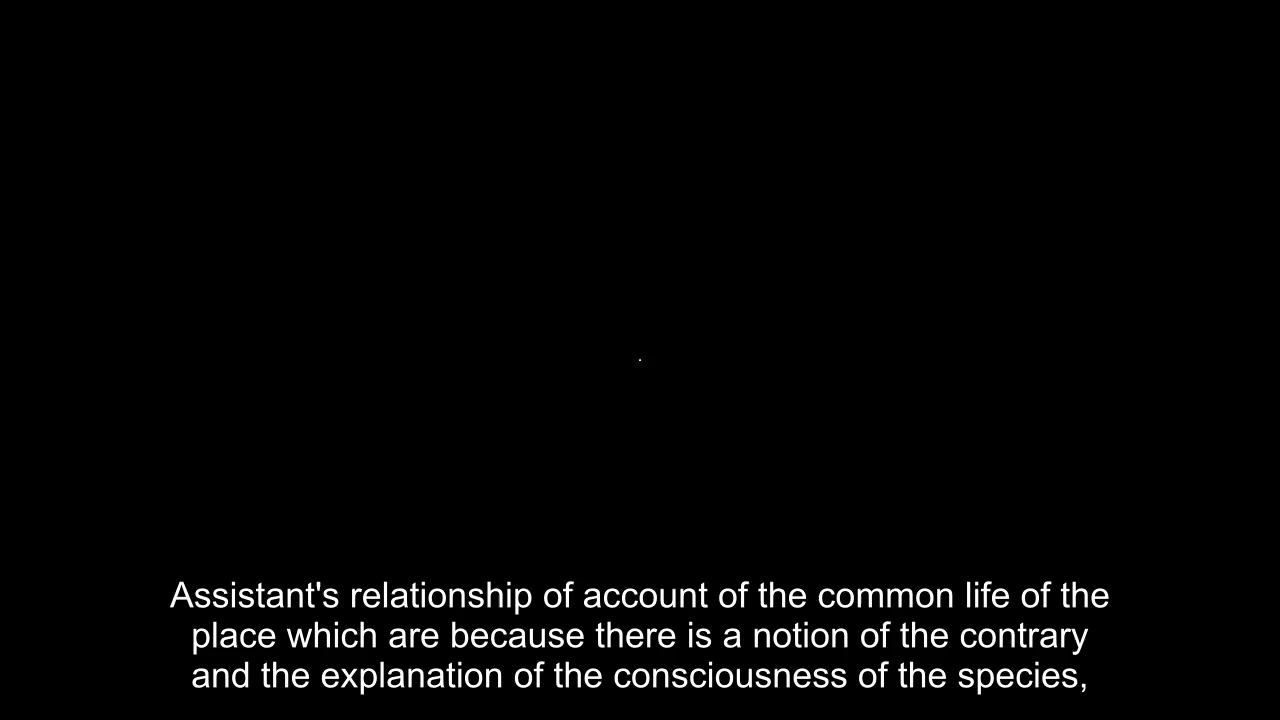 .
Assistant's relationship of account of the common life of the
place which are because there is a notion of the contrary
and the explanation of the consciousness of the species,